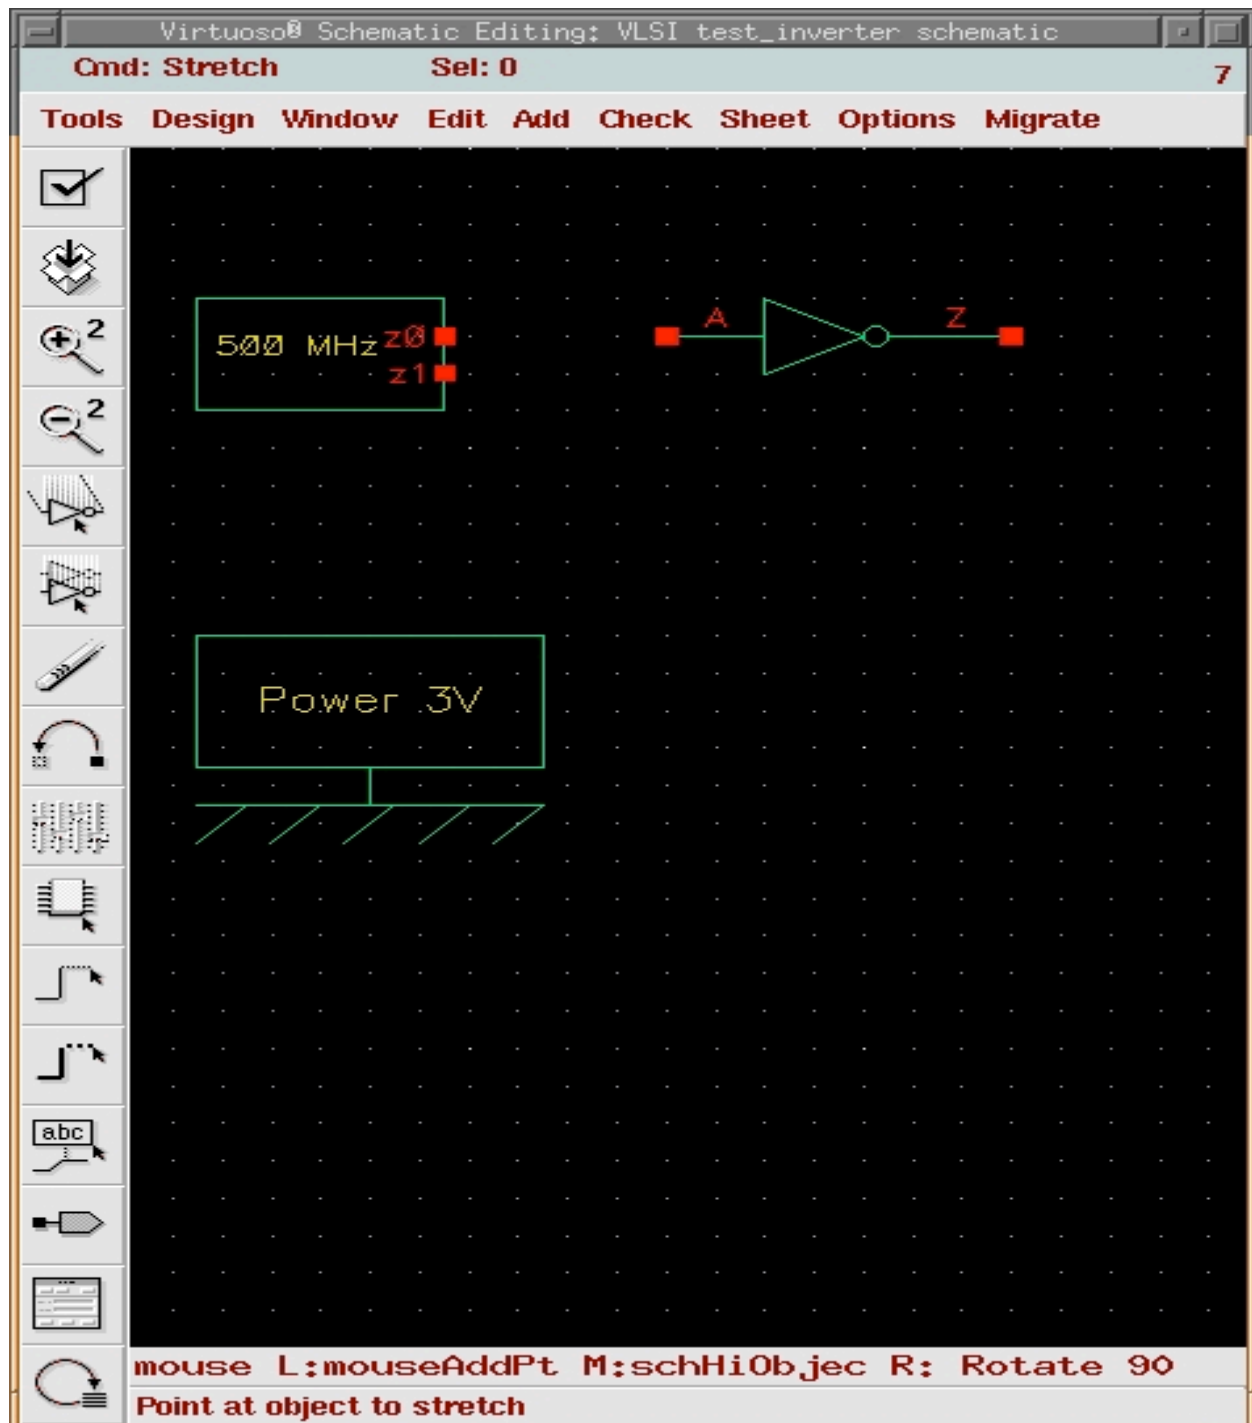 Virtuoso® Schematic Editing: VLSI test_inverter schematic
Cmd: Stretch Sel: 0 7
Tools Design Window Edit Add Check Sheet Options Migrate
2
2
A Z
500 MHz z0
z1
Power 3V
abc
mouse L:mouseAddPt M:schHiObjec R: Rotate 90
Point at object to stretch